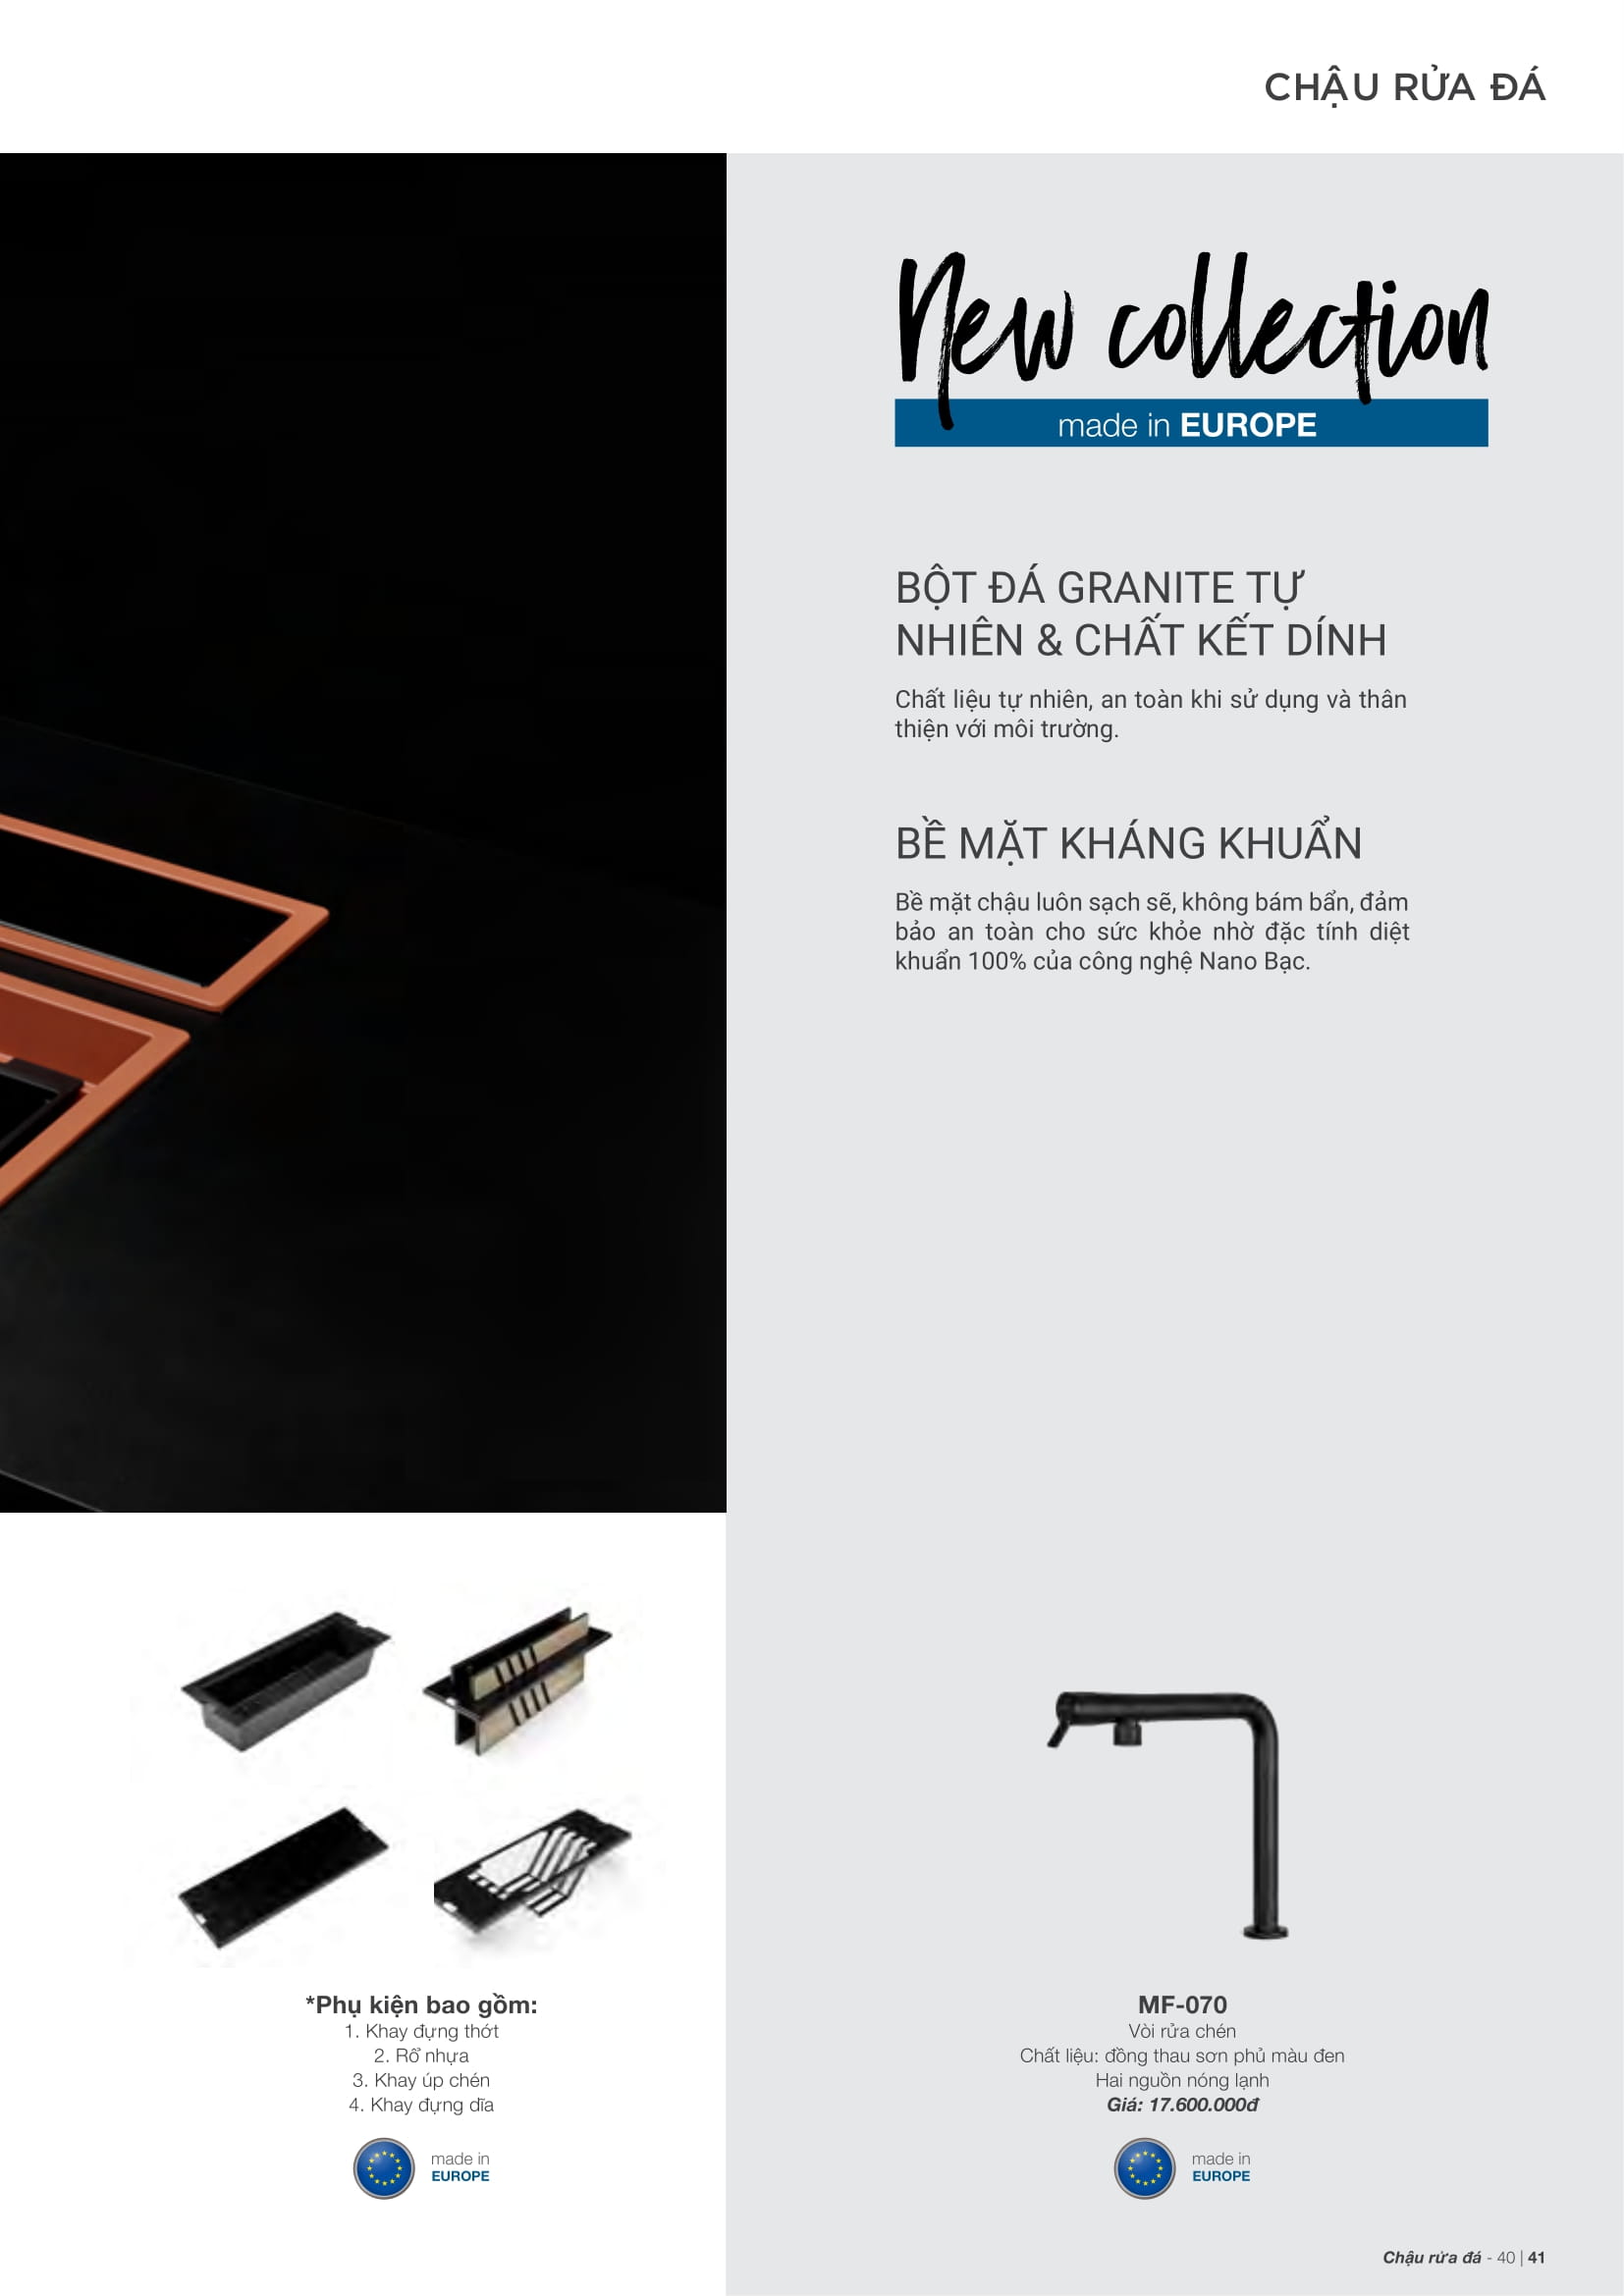 CHẬU RỬA ĐÁ
New collection
made in EUROPE
BỘT ĐÁ GRANITE TỰ
NHIÊN & CHẤT KẾT DÍNH
Chất liệu tự nhiên, an toàn khi sử dụng và thân
thiện với môi trường.
BỀ MẶT KHÁNG KHUẨN
Bề mặt chậu luôn sạch sẽ, không bám bẩn, đảm
bảo an toàn cho sức khỏe nhờ đặc tính diệt
khuẩn 100% của công nghệ Nano Bạc.
*Phụ kiện bao gồm:
1. Khay đựng thớt
2. Rổ nhựa
3. Khay úp chén
4. Khay đựng dĩa
made in
EUROPE
MF-070
Vòi rửa chén
Chất liệu: đồng thau sơn phủ màu đen
Hai nguồn nóng lạnh
Giá: 17.600.000đ
made in
EUROPE
Chậu rửa đá - 40 | 41